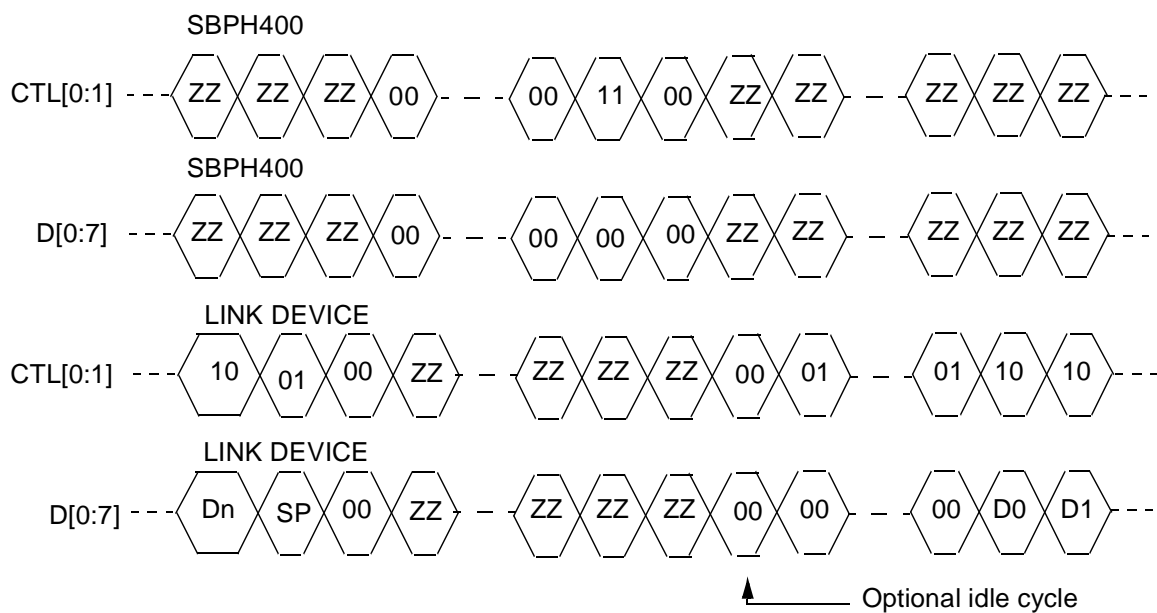 SBPH400
CTL[0:1] ZZ ZZ ZZ 00 00 11 00 ZZ ZZ ZZ ZZ ZZ
SBPH400
D[0:7] ZZ ZZ ZZ 00 00 00 00 ZZ ZZ ZZ ZZ ZZ
LINK DEVICE
CTL[0:1] 10 01 00 ZZ ZZ ZZ ZZ 00 01 01 10 10
LINK DEVICE
D[0:7] Dn SP 00 ZZ ZZ ZZ ZZ 00 00 00 D0 D1
Optional idle cycle